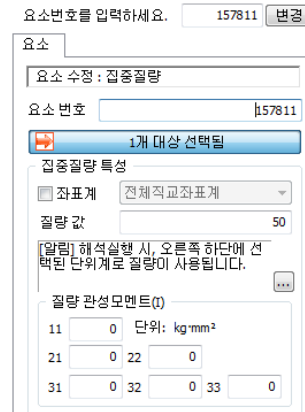 요소번호를 입력하세요. 157811 변경
요소
요소 수정 : 집중질량
요소 번호 157811
1개 대상 선택됨
집중질량 특성
좌표계 전체직교좌표계
질량 값 50
[알림] 해석실행 시, 오른쪽 하단에 선
택된 단위계로 질량이 사용됩니다.
...
질량 관성모멘트(I)
11 0 단위: kg·mm²
21 0 22 0
31 0 32 0 33 0